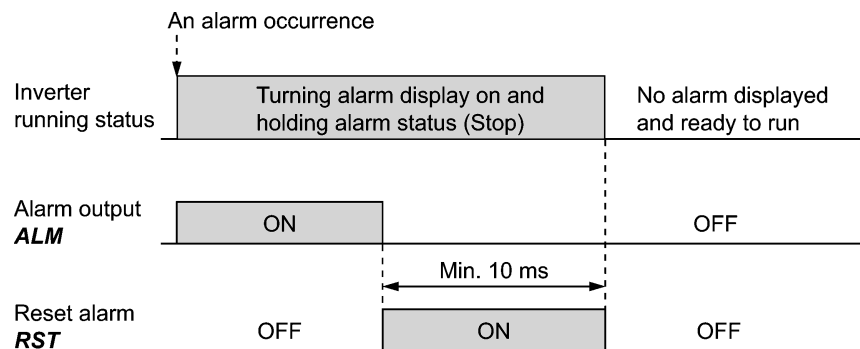 An alarm occurrence
Inverter
running status
Turning alarm display on and
holding alarm status (Stop)
No alarm displayed
and ready to run
Alarm output
ALM
ON
OFF
Min. 10 ms
Reset alarm
RST
OFF
ON
OFF